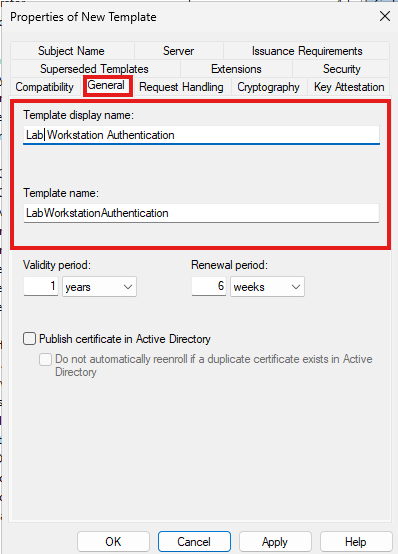 Properties of New Template
Subject Name Server Issuance Requirements
Superseded Templates Extensions Security
Compatibility General Request Handling Cryptography Key Attestation
Template display name:
Lab Workstation Authentication
Template name:
LabWorkstationAuthentication
Validity period: Renewal period:
1 years 6 weeks
Publish certificate in Active Directory
Do not automatically reenroll if a duplicate certificate exists in Active
Directory
OK Cancel Apply Help